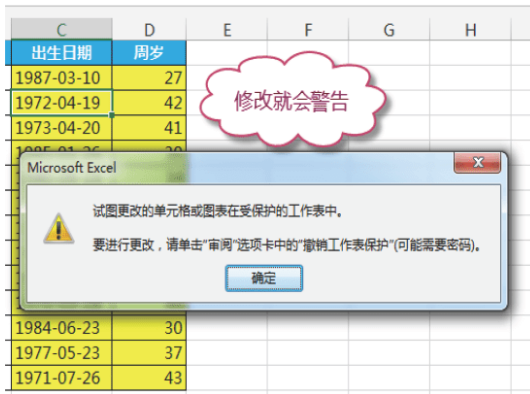 C D E F G H
出生日期 周岁
1987-03-10 27
1972-04-19 42
1973-04-20 41
修改就会警告
Microsoft Excel
试图更改的单元格或图表在受保护的工作表中。
要进行更改，请单击"审阅"选项卡中的"撤销工作表保护"(可能需要密码)。
确定
1984-06-23 30
1977-05-23 37
1971-07-26 43